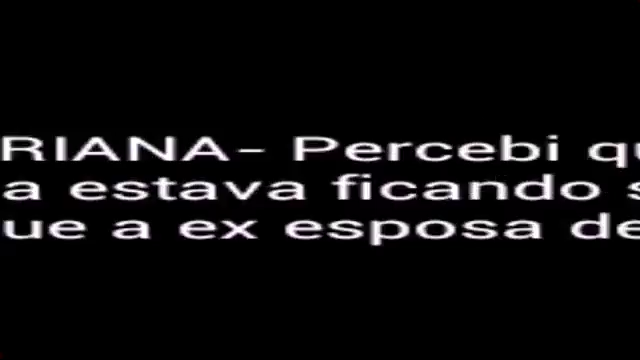 RIANA- Percebi qu
a estava ficando s
ue a ex esposa de